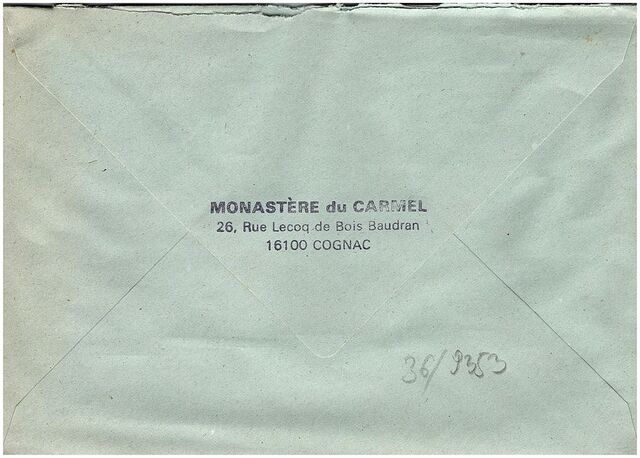 MONASTÈRE du CARMEL
26, Rue Lecoq de Bois Baudran
16100 COGNAC
36/9353